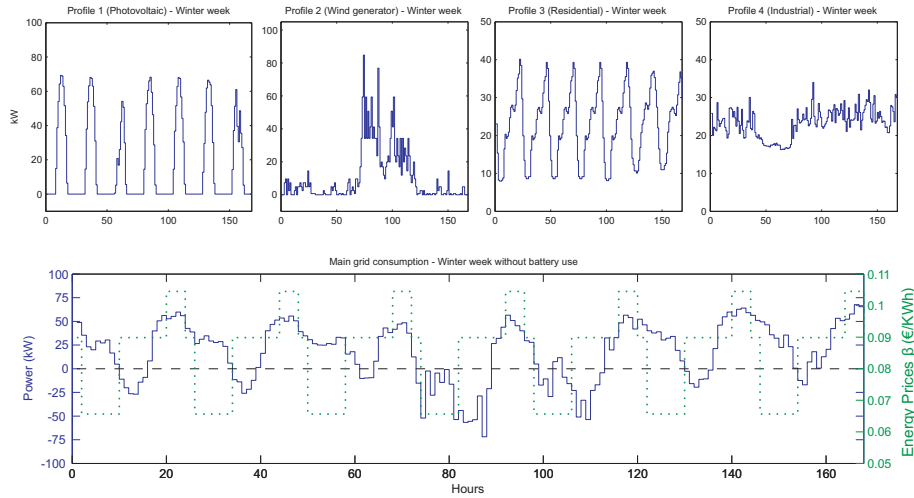 Profile 1 (Photovoltaic) - Winter week
Profile 2 (Wind generator) - Winter week
Profile 3 (Residential) - Winter week
Profile 4 (Industrial) - Winter week
kW
100
80
60
40
20
0
0 50 100 150
100
80
60
40
20
0
0 50 100 150
50
40
30
20
10
0
0 50 100 150
50
40
30
20
10
0
0 50 100 150
Main grid consumption - Winter week without battery use
Power (kW)
100
75
50
25
0
-25
-50
-75
-100
0 20 40 60 80 100 120 140 160
Hours
0.11
0.1
0.09
0.08
0.07
0.06
0.05
Energy Prices β (€/KWh)